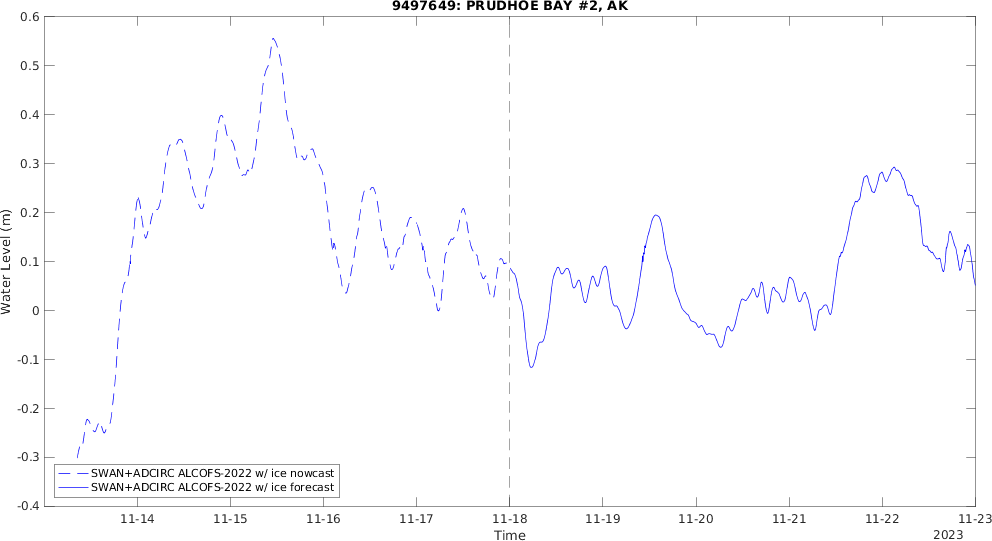 9497649: PRUDHOE BAY #2, AK
Water Level (m)
0.6
0.5
0.4
0.3
0.2
0.1
0
-0.1
-0.2
-0.3
-0.4
SWAN+ADCIRC ALCOFS-2022 w/ ice nowcast
SWAN+ADCIRC ALCOFS-2022 w/ ice forecast
11-14 11-15 11-16 11-17 11-18 11-19 11-20 11-21 11-22 11-23
Time
2023